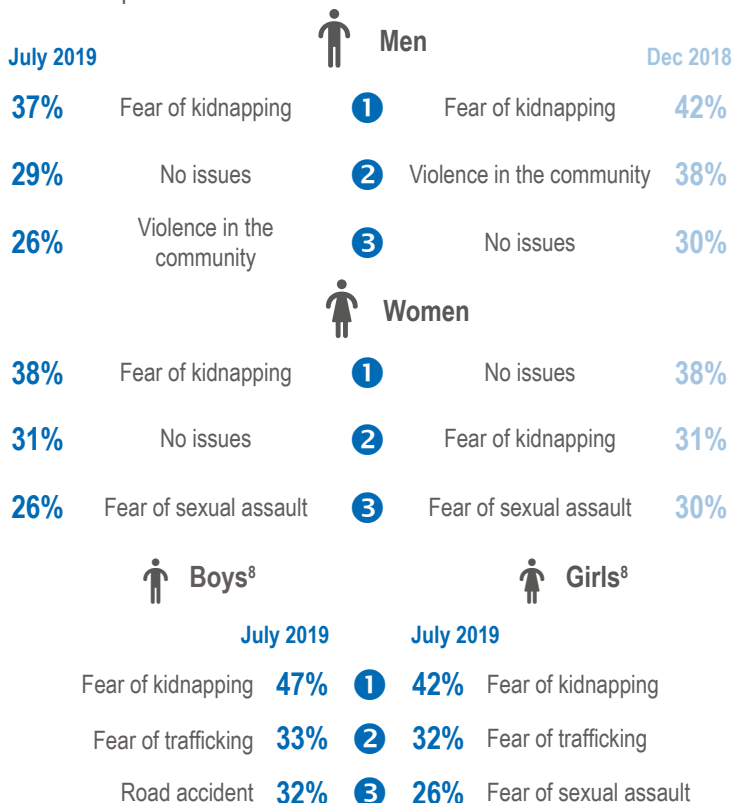 Men
July 2019 Dec 2018
37% Fear of kidnapping 1 Fear of kidnapping 42%
29% No issues 2 Violence in the community 38%
26% Violence in the
community 3 No issues 30%
Women
38% Fear of kidnapping 1 No issues 38%
31% No issues 2 Fear of kidnapping 31%
26% Fear of sexual assault 3 Fear of sexual assault 30%
Boys8 Girls8
July 2019 July 2019
Fear of kidnapping 47% 1 42% Fear of kidnapping
Fear of trafficking 33% 2 32% Fear of trafficking
Road accident 32% 3 26% Fear of sexual assault